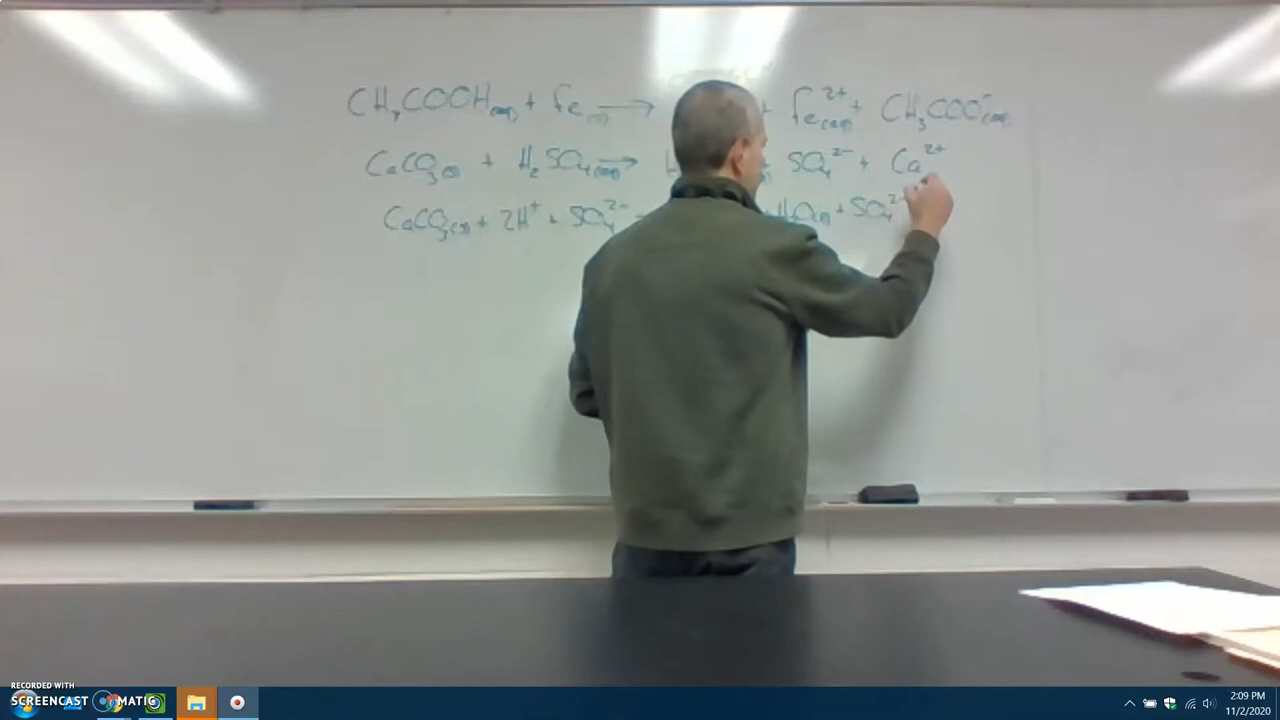 CH₃COOH(aq) + Fe(s) → + Fe²⁺(aq) + CH₃COO⁻(aq)
CaCO₃(s) + H₂SO₄(aq) → SO₄²⁻ + Ca²⁺
CaCO₃(s) + 2H⁺ + SO₄²⁻ H₂O(l) + SO₄²⁻
RECORDED WITH
SCREENCAST MATIC
2:09 PM
11/2/2020